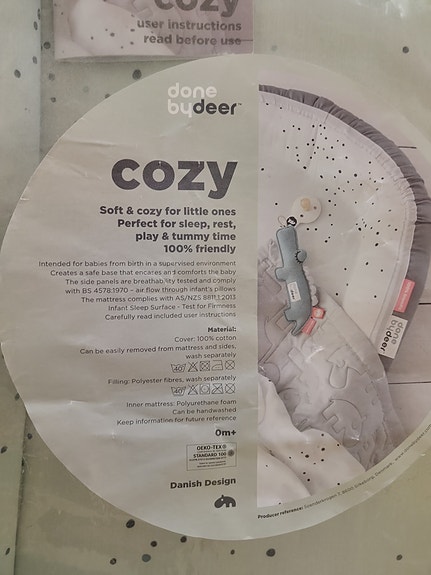 cozy
user instructions
read before use
done
by deer™
cozy
Soft & cozy for little ones
Perfect for sleep, rest,
play & tummy time
100% friendly
Intended for babies from birth in a supervised environment
Creates a safe base that encases and comforts the baby
The side panels are breathability tested and comply
with BS 4578:1970 – air flow through infant's pillows
The mattress complies with AS/NZS 8811.1:2013
Infant Sleep Surface - Test for Firmness
Carefully read included user instructions
Material:
Cover: 100% cotton
Can be easily removed from mattress and sides,
wash separately
40°
Filling: Polyester fibres, wash separately
40°
Inner mattress: Polyurethane foam
Can be handwashed
Keep information for future reference
0m+
OEKO-TEX®
STANDARD 100
Danish Design
done
by deer
Producer reference: